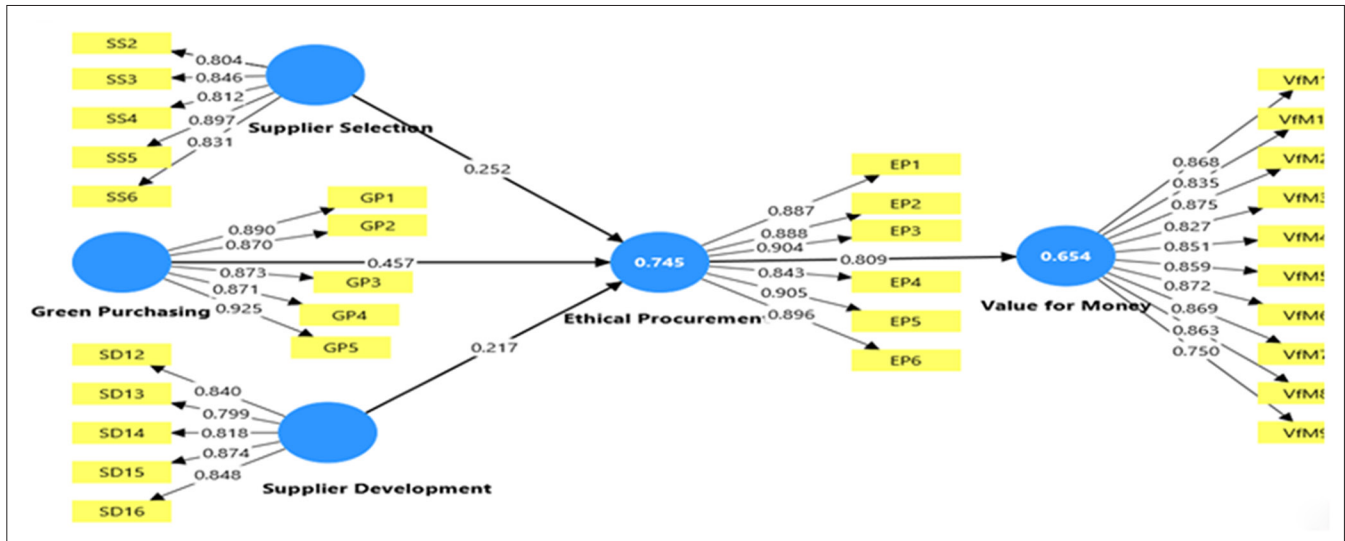 SS2
0.804
SS3
0.846
SS4
0.812
SS5
0.897
SS6
0.831
Supplier Selection
0.252
GP1
0.890
GP2
0.870
0.457
GP3
0.873
GP4
0.871
GP5
0.925
Green Purchasing
SD12
0.840
SD13
0.799
SD14
0.818
SD15
0.874
SD16
0.848
Supplier Development
0.217
0.745
Ethical Procuremen
EP1
0.887
EP2
0.888
EP3
0.904
0.809
EP4
0.843
EP5
0.905
EP6
0.896
0.654
Value for Money
VfM1
0.868
VfM1
0.835
VfM2
0.875
VfM3
0.827
VfM4
0.851
VfM5
0.859
VfM6
0.872
VfM7
0.869
VfM8
0.863
VfM9
0.750